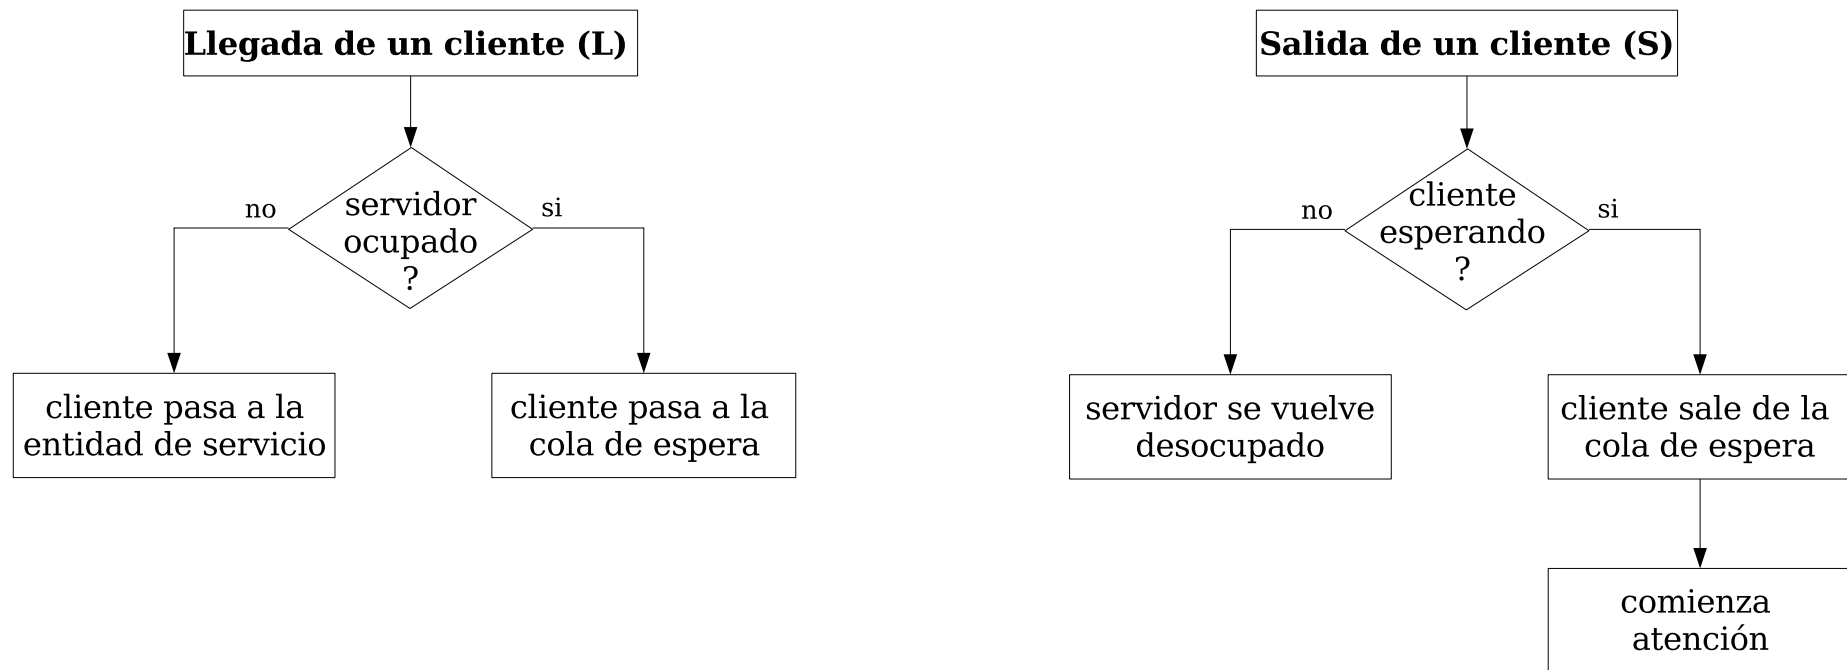 Llegada de un cliente (L)
servidor
ocupado
?
no
si
cliente pasa a la
entidad de servicio
cliente pasa a la
cola de espera
Salida de un cliente (S)
cliente
esperando
?
no
si
servidor se vuelve
desocupado
cliente sale de la
cola de espera
comienza
atención